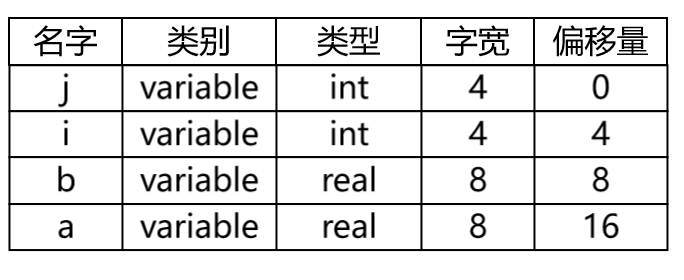 名字 类别 类型 字宽 偏移量
j variable int 4 0
i variable int 4 4
b variable real 8 8
a variable real 8 16